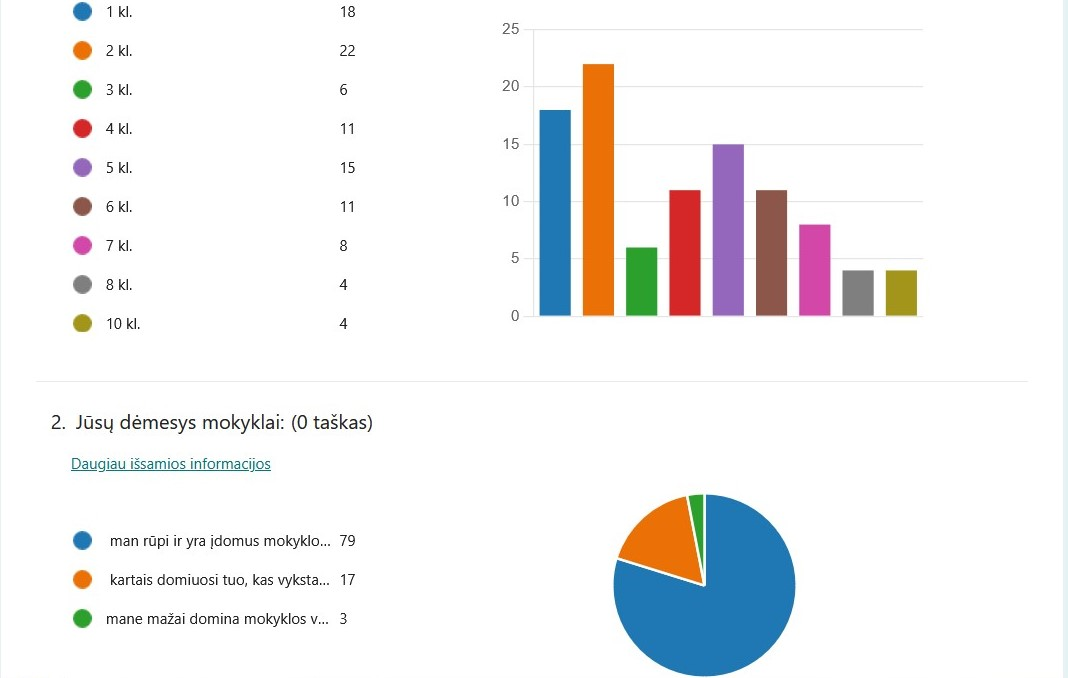 1 kl. 18
2 kl. 22
3 kl. 6
4 kl. 11
5 kl. 15
6 kl. 11
7 kl. 8
8 kl. 4
10 kl. 4
25
20
15
10
5
0
2. Jūsų dėmesys mokyklai: (0 taškas)
Daugiau išsamios informacijos
man rūpi ir yra įdomus mokyklo... 79
kartais domiuosi tuo, kas vyksta... 17
mane mažai domina mokyklos v... 3